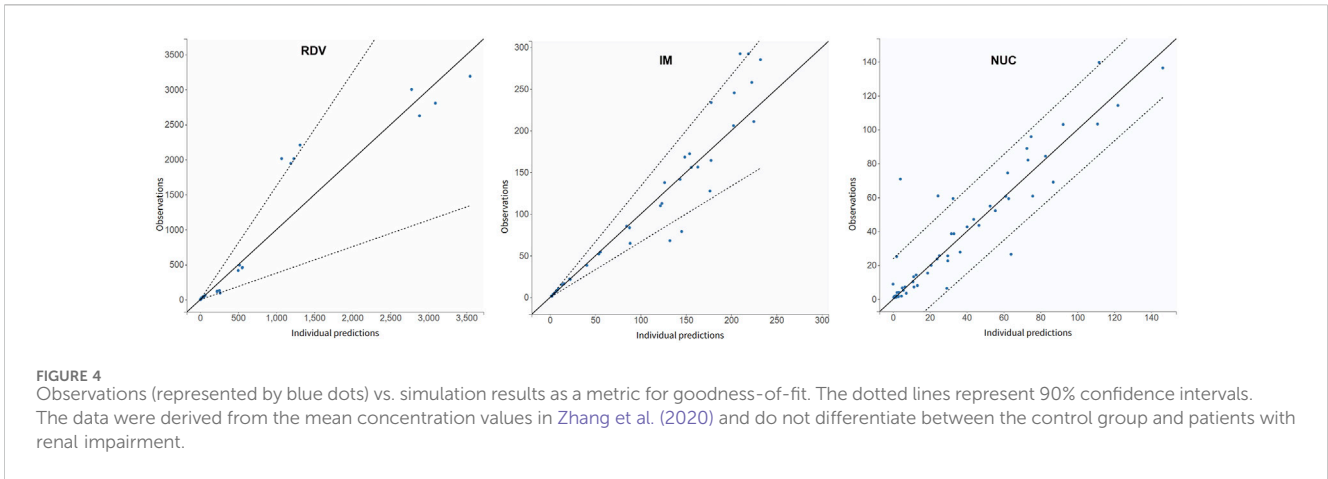 RDV
Observations
3500
3000
2500
2000
1500
1000
500
0
0 500 1,000 1,500 2,000 2,500 3,000 3,500
Individual predictions
IM
Observations
300
250
200
150
100
50
0
0 50 100 150 200 250 300
Individual predictions
NUC
Observations
140
120
100
80
60
40
20
0
0 20 40 60 80 100 120 140
Individual predictions
FIGURE 4
Observations (represented by blue dots) vs. simulation results as a metric for goodness-of-fit. The dotted lines represent 90% confidence intervals.
The data were derived from the mean concentration values in Zhang et al. (2020) and do not differentiate between the control group and patients with
renal impairment.